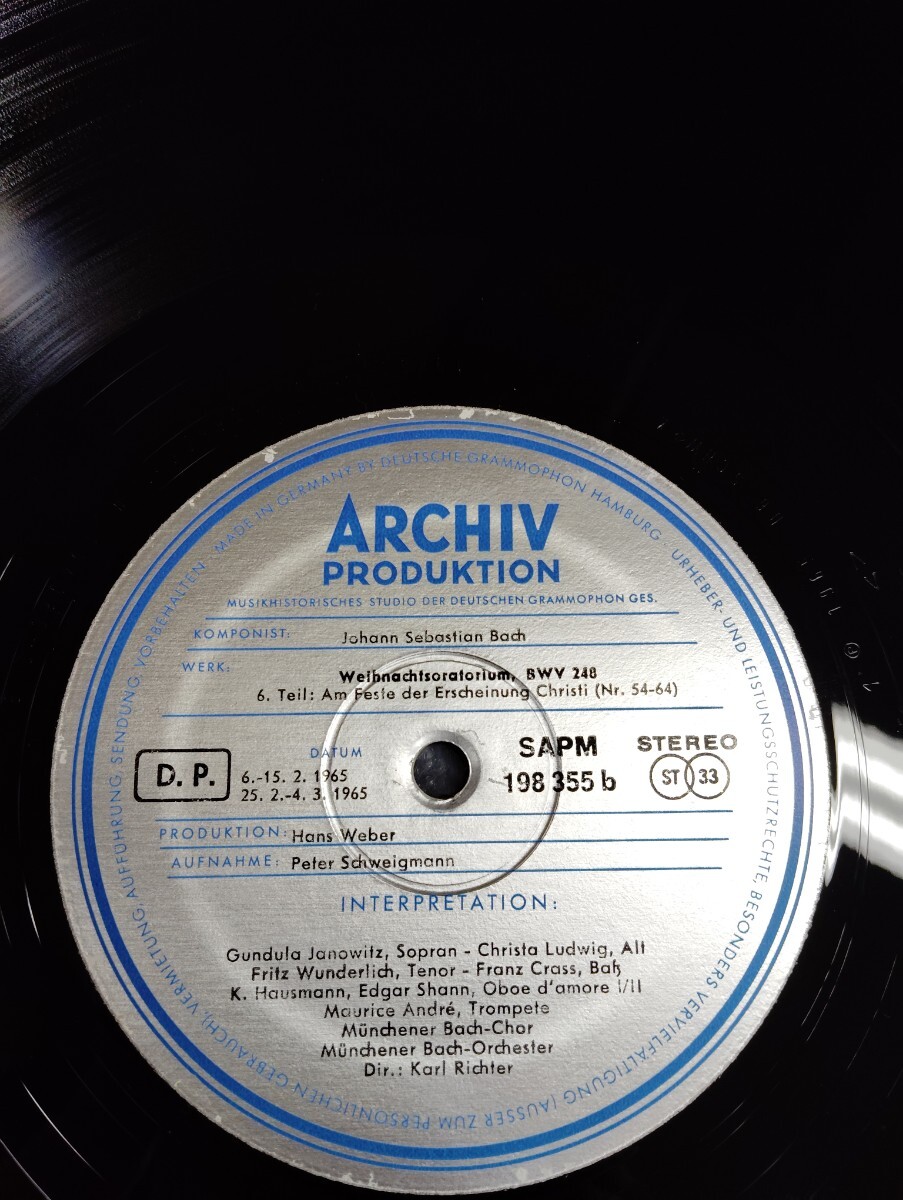 MADE IN GERMANY BY DEUTSCHE GRAMMOPHON HAMBURG · URHEBER- UND LEISTUNGSSCHUTZRECHTE, BESONDERS VERVIELFÄLTIGUNG (AUSSER ZUM PERSÖNLICHEN GEBRAUCH), VERMIETUNG, AUFFÜHRUNG, SENDUNG, VORBEHALTEN ·
ARCHIV
PRODUKTION
MUSIKHISTORISCHES STUDIO DER DEUTSCHEN GRAMMOPHON GES.
KOMPONIST: Johann Sebastian Bach
WERK: Weihnachtsoratorium, BWV 248
6. Teil: Am Feste der Erscheinung Christi (Nr. 54-64)
D. P.
DATUM
6.-15. 2. 1965
25. 2.-4. 3. 1965
SAPM
198 355 b
STEREO
ST 33
PRODUKTION: Hans Weber
AUFNAHME: Peter Schweigmann
INTERPRETATION:
Gundula Janowitz, Sopran - Christa Ludwig, Alt
Fritz Wunderlich, Tenor - Franz Crass, Baß
K. Hausmann, Edgar Shann, Oboe d'amore I/II
Maurice André, Trompete
Münchener Bach-Chor
Münchener Bach-Orchester
Dir.: Karl Richter